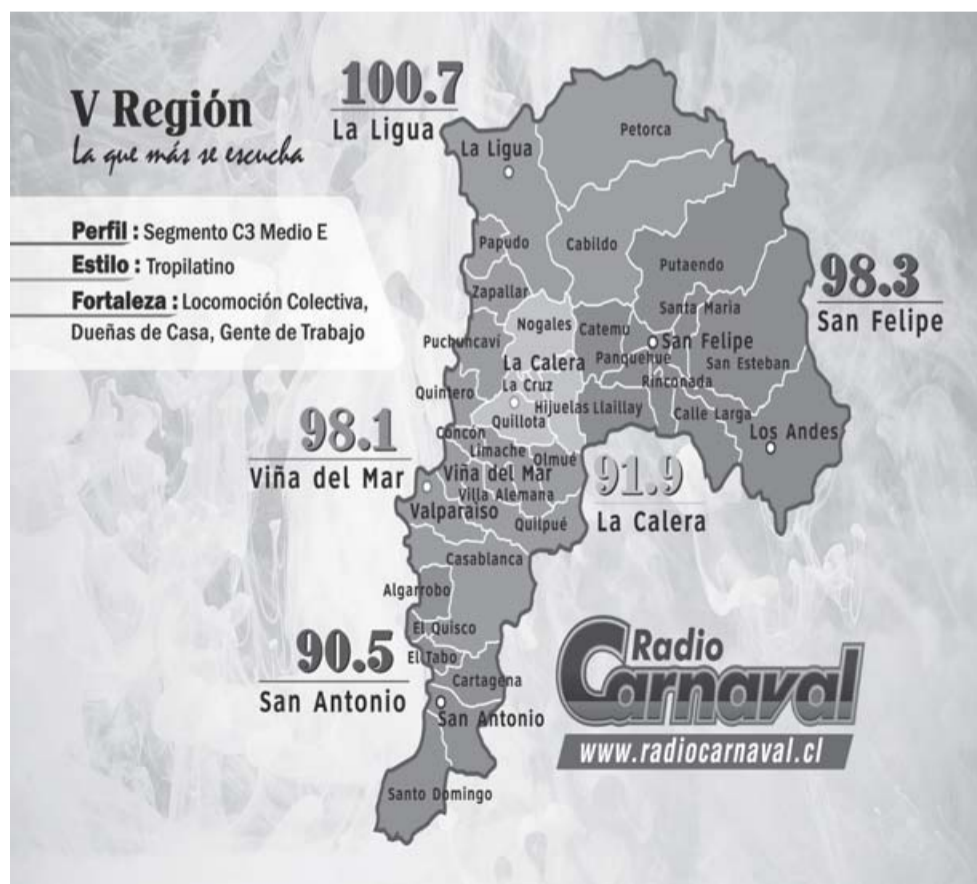 V Región
La que más se escucha
Perfil : Segmento C3 Medio E
Estilo : Tropilatino
Fortaleza : Locomoción Colectiva,
Dueñas de Casa, Gente de Trabajo
100.7
La Ligua
98.3
San Felipe
98.1
Viña del Mar
91.9
La Calera
90.5
San Antonio
Petorca
La Ligua
Papudo
Cabildo
Putaendo
Zapallar
Santa Maria
Nogales
Catemu
San Felipe
Puchuncaví
La Calera
Panquehue
San Esteban
La Cruz
Rinconada
Quintero
Hijuelas
Llaillay
Calle Larga
Quillota
Los Andes
Concón
Limache
Olmué
Viña del Mar
Villa Alemana
Valparaíso
Quilpué
Casablanca
Algarrobo
El Quisco
El Tabo
Cartagena
San Antonio
Santo Domingo
Radio
Carnaval
www.radiocarnaval.cl